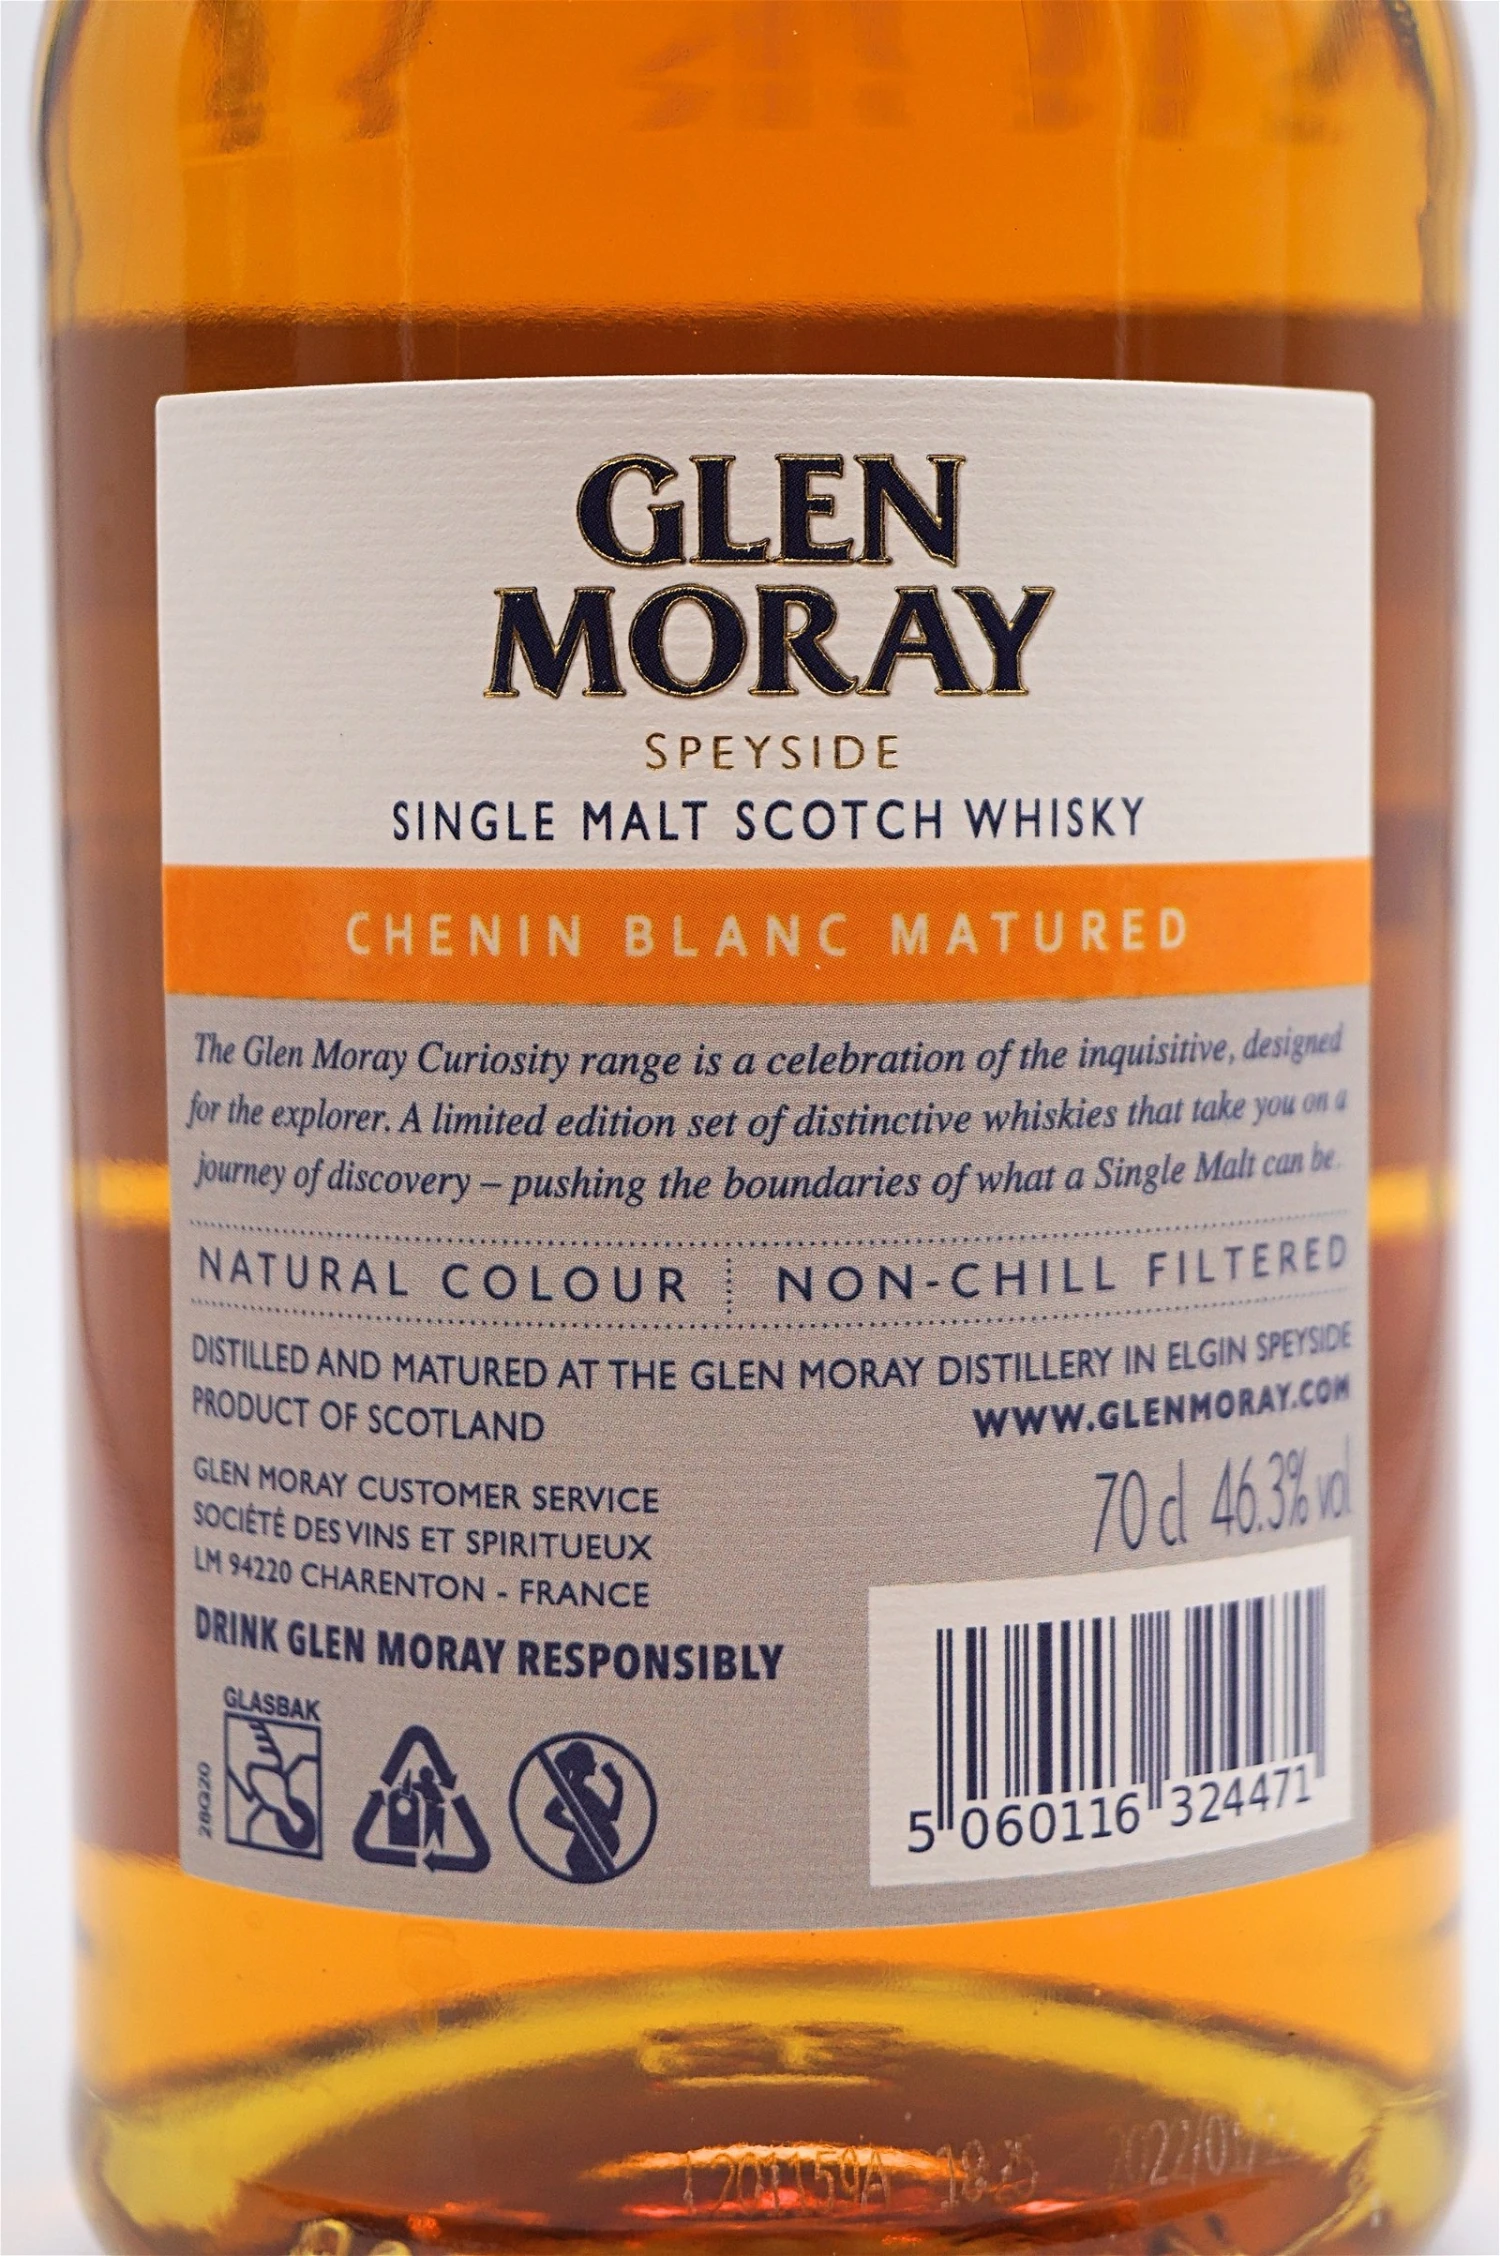 GLEN
MORAY
SPEYSIDE
SINGLE MALT SCOTCH WHISKY
CHENIN BLANC MATURED
The Glen Moray Curiosity range is a celebration of the inquisitive, designed
for the explorer. A limited edition set of distinctive whiskies that take you on a
journey of discovery – pushing the boundaries of what a Single Malt can be.
NATURAL COLOUR NON-CHILL FILTERED
DISTILLED AND MATURED AT THE GLEN MORAY DISTILLERY IN ELGIN SPEYSIDE
PRODUCT OF SCOTLAND
WWW.GLENMORAY.COM
70 cl 46.3% vol
GLEN MORAY CUSTOMER SERVICE
SOCIÉTÉ DES VINS ET SPIRITUEUX
LM 94220 CHARENTON - FRANCE
DRINK GLEN MORAY RESPONSIBLY
GLASBAK
28G20
5 060116 324471